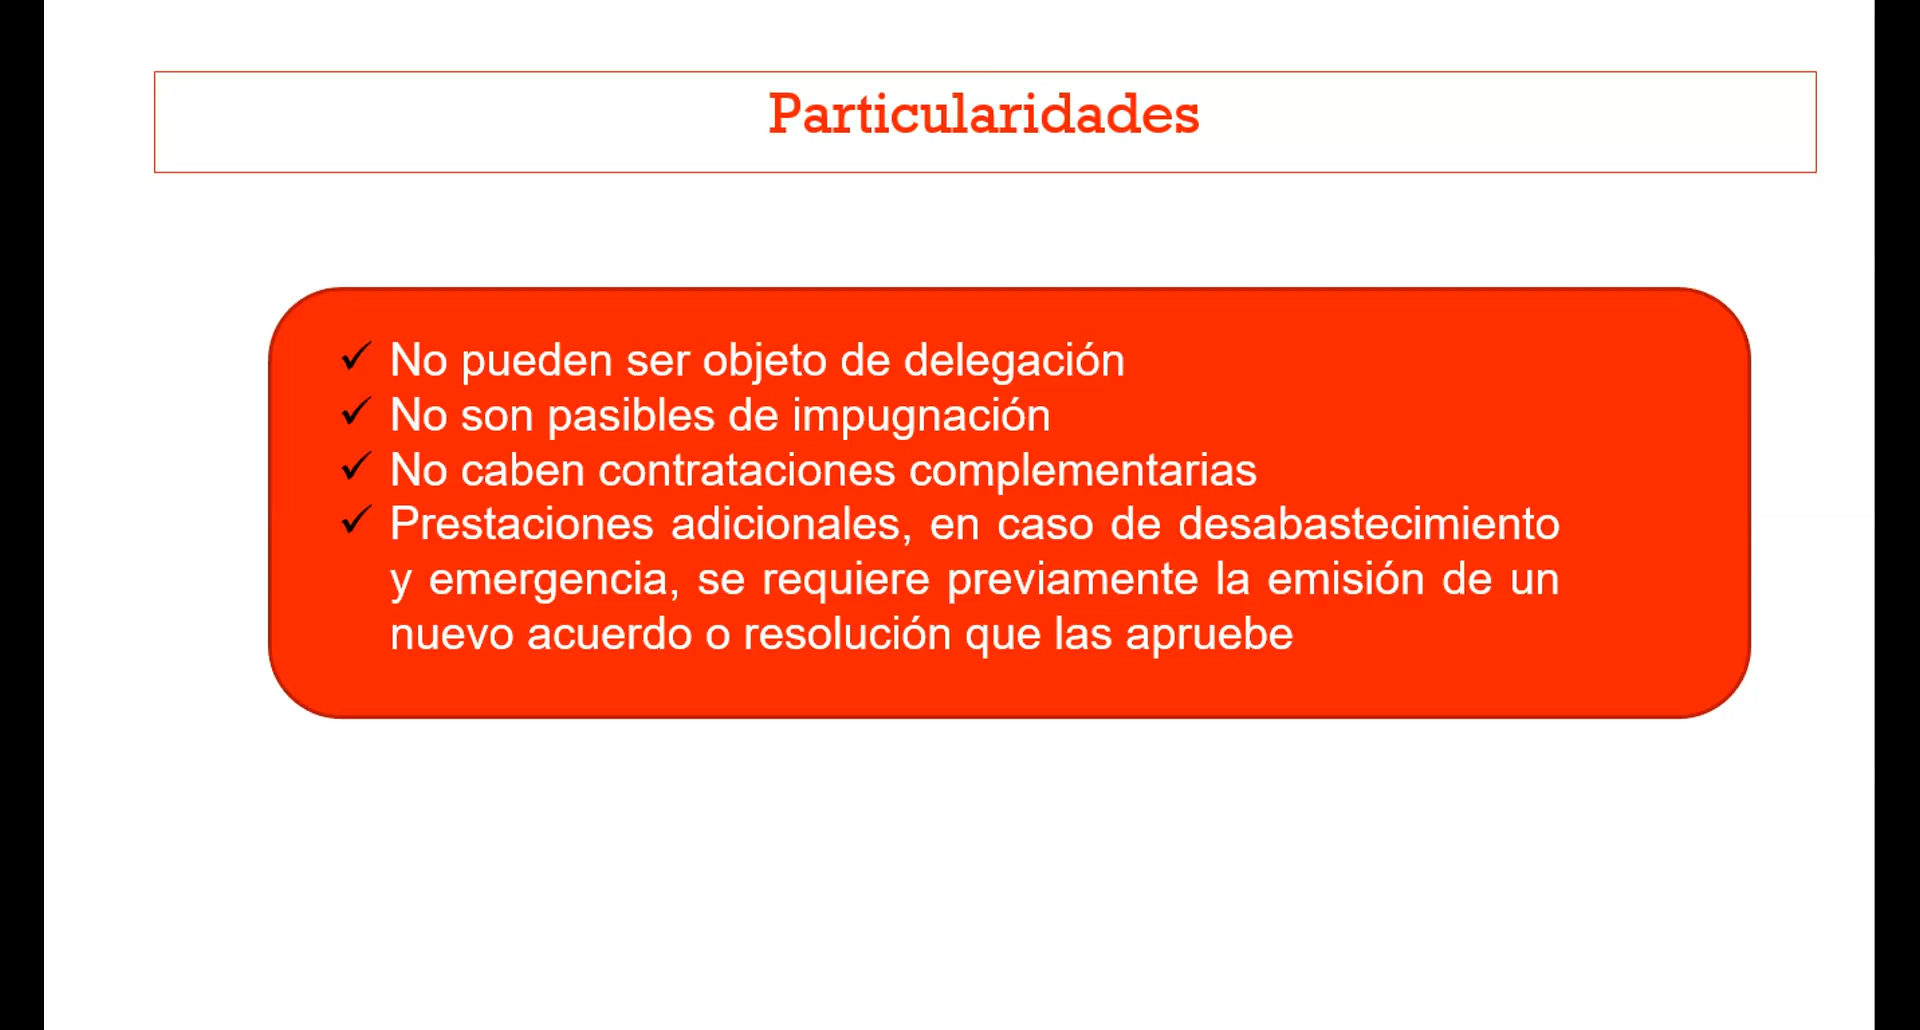 Particularidades
✓ No pueden ser objeto de delegación
✓ No son pasibles de impugnación
✓ No caben contrataciones complementarias
✓ Prestaciones adicionales, en caso de desabastecimiento
y emergencia, se requiere previamente la emisión de un
nuevo acuerdo o resolución que las apruebe